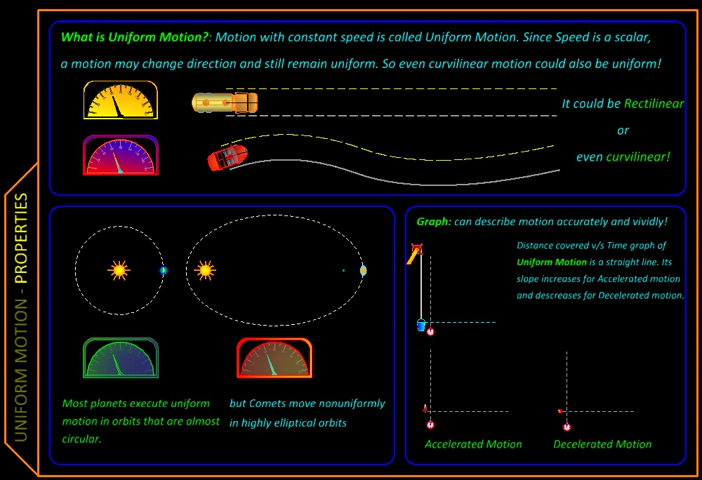 What is Uniform Motion?: Motion with constant speed is called Uniform Motion. Since Speed is a scalar,
a motion may change direction and still remain uniform. So even curvilinear motion could also be uniform!
It could be Rectilinear
or
even curvilinear!
UNIFORM MOTION - PROPERTIES
Most planets execute uniform
motion in orbits that are almost
circular.
but Comets move nonuniformly
in highly elliptical orbits
Graph: can describe motion accurately and vividly!
Distance covered v/s Time graph of
Uniform Motion is a straight line. Its
slope increases for Accelerated motion
and descreases for Decelerated motion.
Accelerated Motion
Decelerated Motion